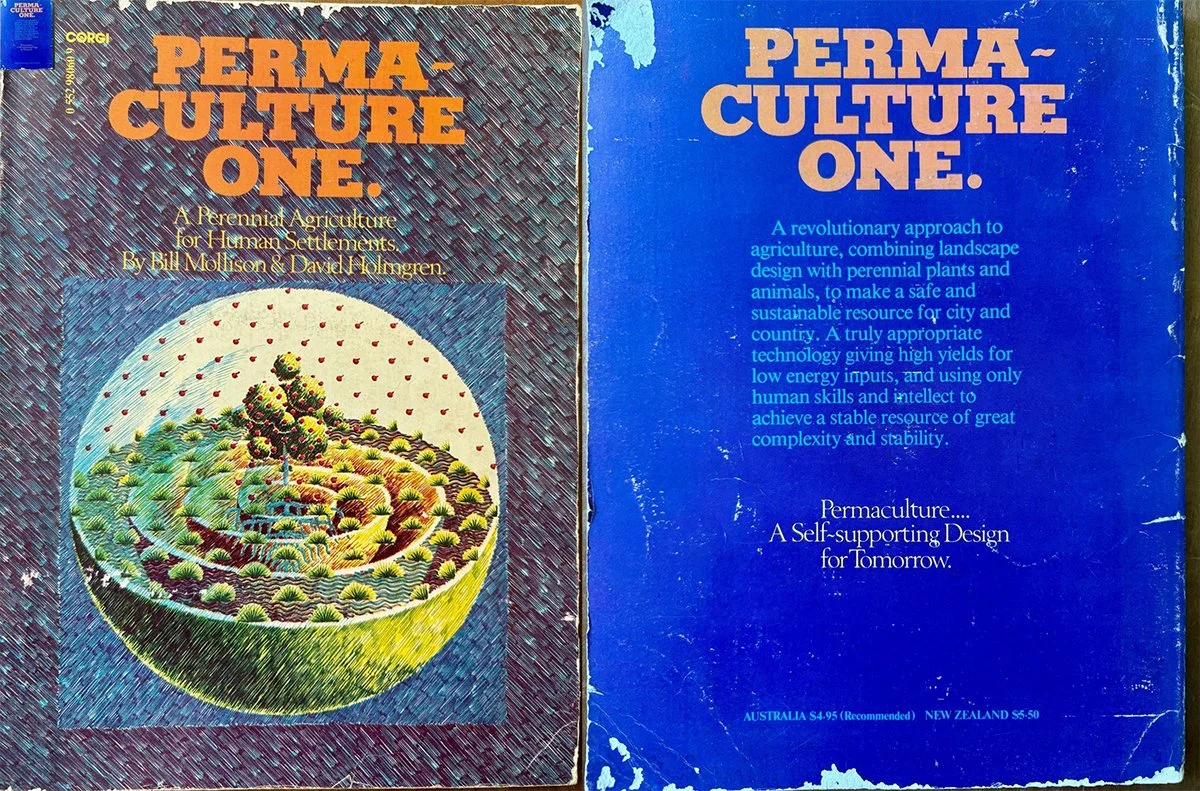 PERMA-
CULTURE
ONE.
CORGI
PERMA~
CULTURE
ONE.
A Perennial Agriculture
for Human Settlements.
By Bill Mollison & David Holmgren.
PERMA~
CULTURE
ONE.
A revolutionary approach to
agriculture, combining landscape
design with perennial plants and
animals, to make a safe and
sustainable resource for city and
country. A truly appropriate
technology giving high yields for
low energy inputs, and using only
human skills and intellect to
achieve a stable resource of great
complexity and stability.
Permaculture....
A Self-supporting Design
for Tomorrow.
AUSTRALIA $4·95 (Recommended) NEW ZEALAND $5·50